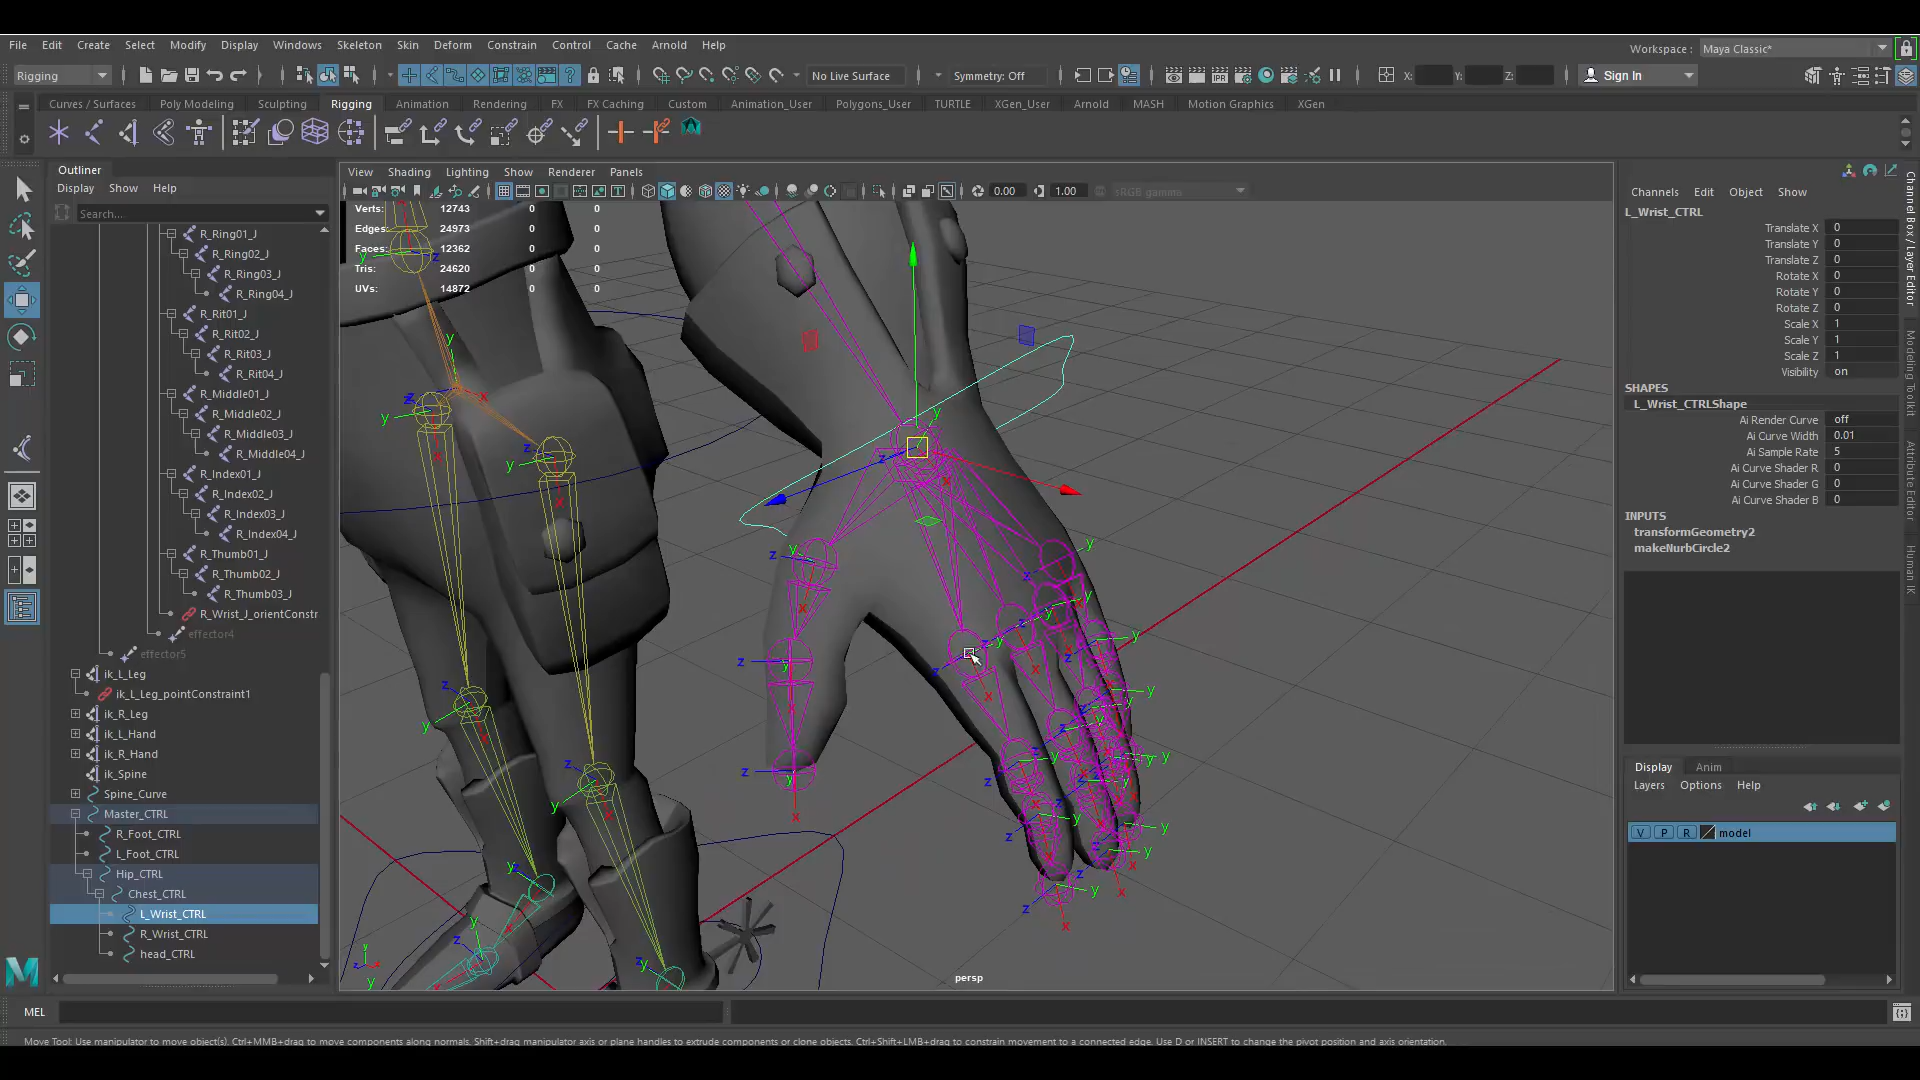 File Edit Create Select Modify Display Windows Skeleton Skin Deform Constrain Control Cache Arnold Help
Workspace : Maya Classic*
Rigging
No Live Surface
Symmetry: Off
X: Y: Z:
Sign In
Curves / Surfaces Poly Modeling Sculpting Rigging Animation Rendering FX FX Caching Custom Animation_User Polygons_User TURTLE XGen_User Arnold MASH Motion Graphics XGen
Outliner
Display Show Help
Search...
R_Ring01_J
R_Ring02_J
R_Ring03_J
R_Ring04_J
R_Rit01_J
R_Rit02_J
R_Rit03_J
R_Rit04_J
R_Middle01_J
R_Middle02_J
R_Middle03_J
R_Middle04_J
R_Index01_J
R_Index02_J
R_Index03_J
R_Index04_J
R_Thumb01_J
R_Thumb02_J
R_Thumb03_J
R_Wrist_J_orientConstr
effector4
effector5
ik_L_Leg
ik_L_Leg_pointConstraint1
ik_R_Leg
ik_L_Hand
ik_R_Hand
ik_Spine
Spine_Curve
Master_CTRL
R_Foot_CTRL
L_Foot_CTRL
Hip_CTRL
Chest_CTRL
L_Wrist_CTRL
R_Wrist_CTRL
head_CTRL
View Shading Lighting Show Renderer Panels
0.00 1.00 sRGB gamma
Verts: 12743 0 0
Edges: 24973 0 0
Faces: 12362 0 0
Tris: 24620 0 0
UVs: 14872 0 0
persp
Channels Edit Object Show
L_Wrist_CTRL
Translate X 0
Translate Y 0
Translate Z 0
Rotate X 0
Rotate Y 0
Rotate Z 0
Scale X 1
Scale Y 1
Scale Z 1
Visibility on
SHAPES
L_Wrist_CTRLShape
Ai Render Curve off
Ai Curve Width 0.01
Ai Sample Rate 5
Ai Curve Shader R 0
Ai Curve Shader G 0
Ai Curve Shader B 0
INPUTS
transformGeometry2
makeNurbCircle2
Display Anim
Layers Options Help
V P R model
Channel Box / Layer Editor
Modeling Toolkit
Attribute Editor
Human IK
MEL
Move Tool: Use manipulator to move object(s). Ctrl+MMB+drag to move components along normals. Shift+drag manipulator axis or plane handles to extrude components or clone objects. Ctrl+Shift+LMB+drag to constrain movement to a connected edge. Use D or INSERT to change the pivot position and axis orientation.